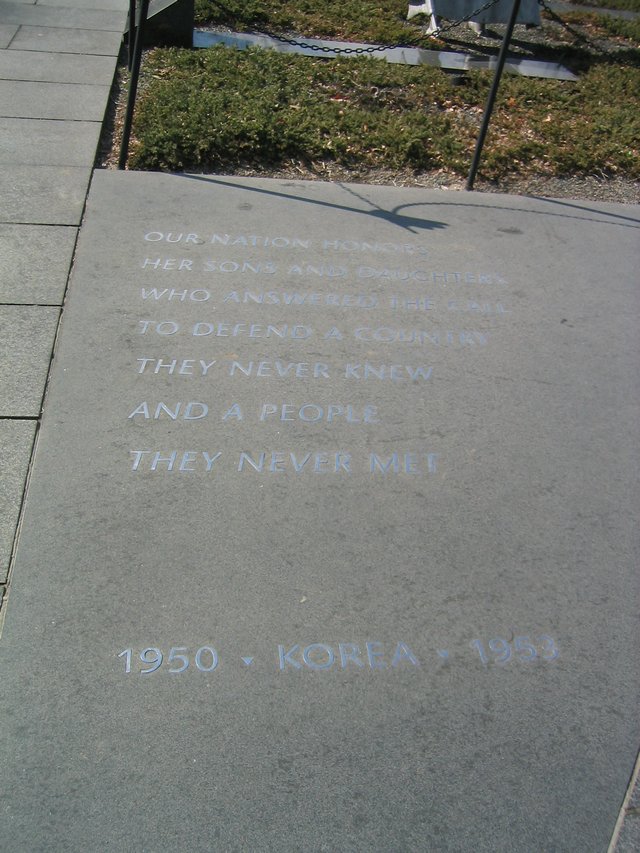 OUR NATION HONORS
HER SONS AND DAUGHTERS
WHO ANSWERED THE CALL
TO DEFEND A COUNTRY
THEY NEVER KNEW
AND A PEOPLE
THEY NEVER MET
1950 ▾ KOREA ▾ 1953